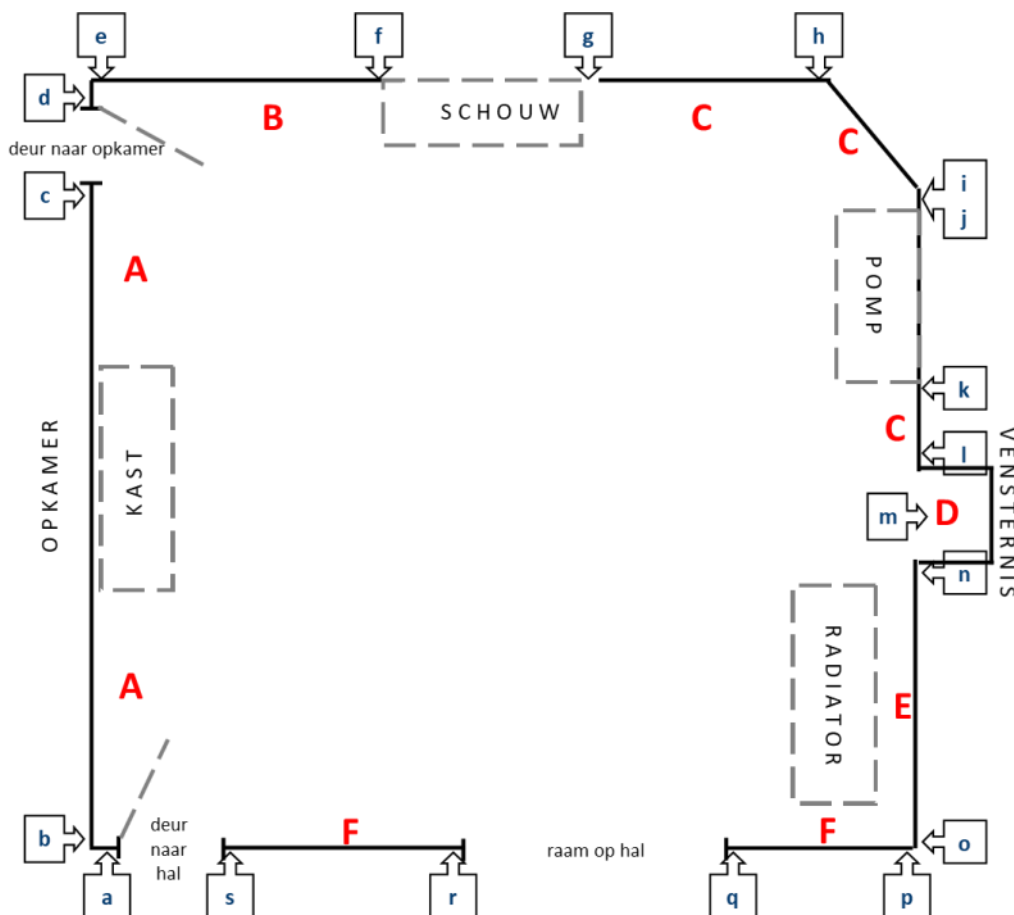 e
f
g
h
d
B
SCHOUW
C
C
deur naar opkamer
c
i
j
A
POMP
OPKAMER
KAST
k
C
l
VENSTERNIS
m
D
n
A
RADIATOR
E
b
deur
naar
hal
F
raam op hal
F
o
a
s
r
q
p